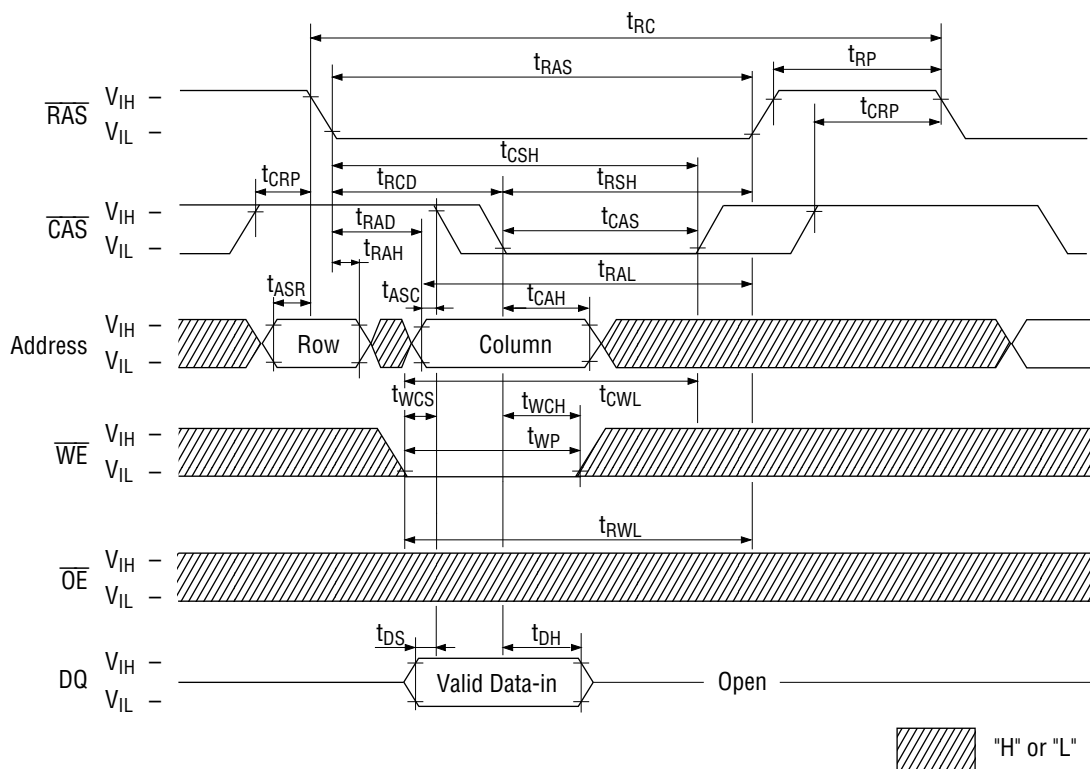 tRC
tRP
tRAS
RAS
VIH
VIL
tCRP
tCSH
tCRP
tRCD
tRSH
CAS
VIH
VIL
tRAD
tCAS
tRAH
tRAL
tASR
tASC
tCAH
Address
VIH
VIL
Row
Column
tCWL
tWCS
tWCH
WE
VIH
VIL
tWP
tRWL
OE
VIH
VIL
tDS
tDH
DQ
VIH
VIL
Valid Data-in
Open
"H" or "L"